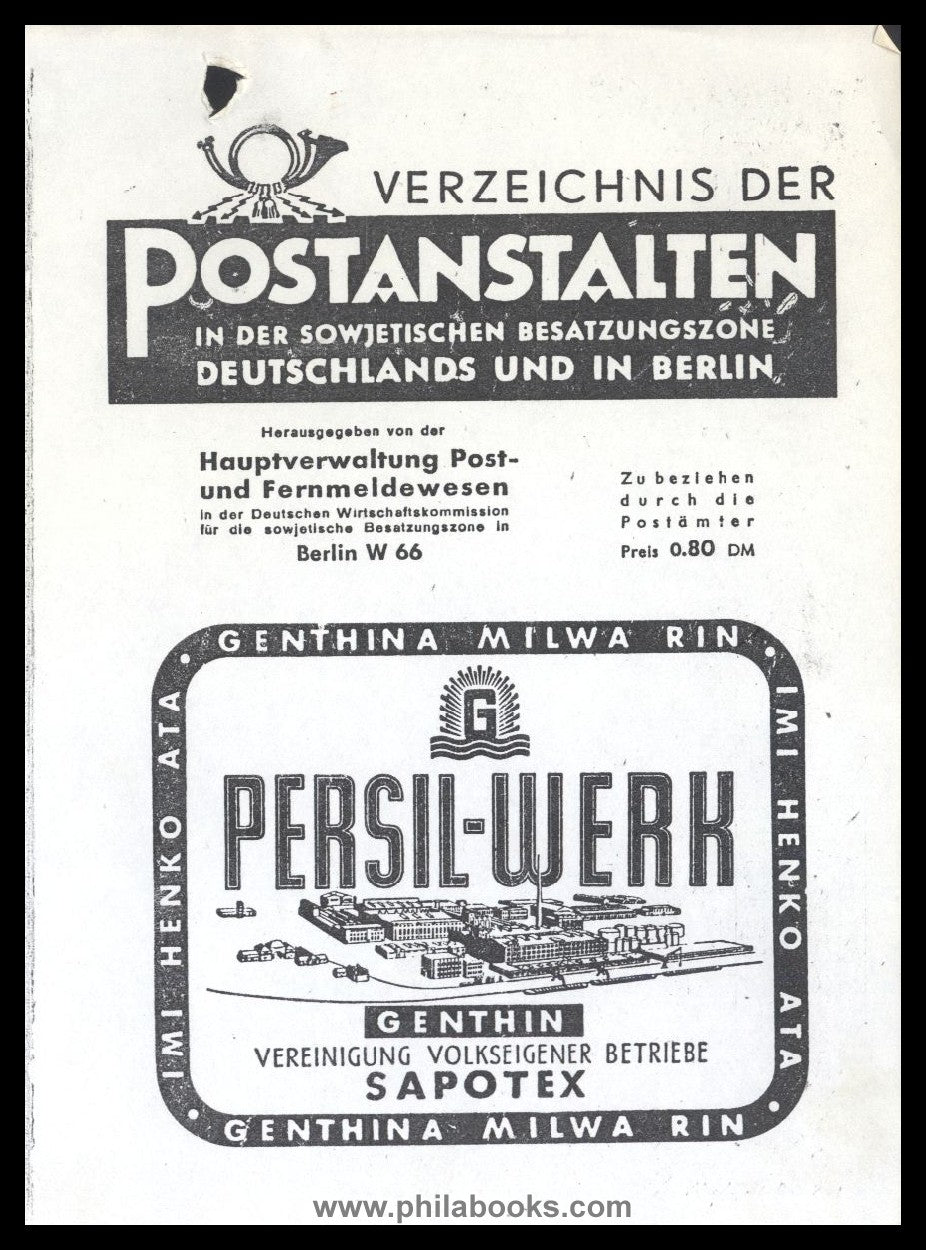 VERZEICHNIS DER
POSTANSTALTEN
IN DER SOWJETISCHEN BESATZUNGSZONE
DEUTSCHLANDS UND IN BERLIN
Herausgegeben von der
Hauptverwaltung Post-
und Fernmeldewesen
in der Deutschen Wirtschaftskommission
für die sowjetische Besatzungszone in
Berlin W 66
Zu beziehen
durch die
Postämter
Preis 0.80 DM
GENTHINA MILWA RIN
IMI HENKO ATA
IMI HENKO ATA
G
PERSIL-WERK
GENTHIN
VEREINIGUNG VOLKSEIGENER BETRIEBE
SAPOTEX
GENTHINA MILWA RIN
www.philabooks.com